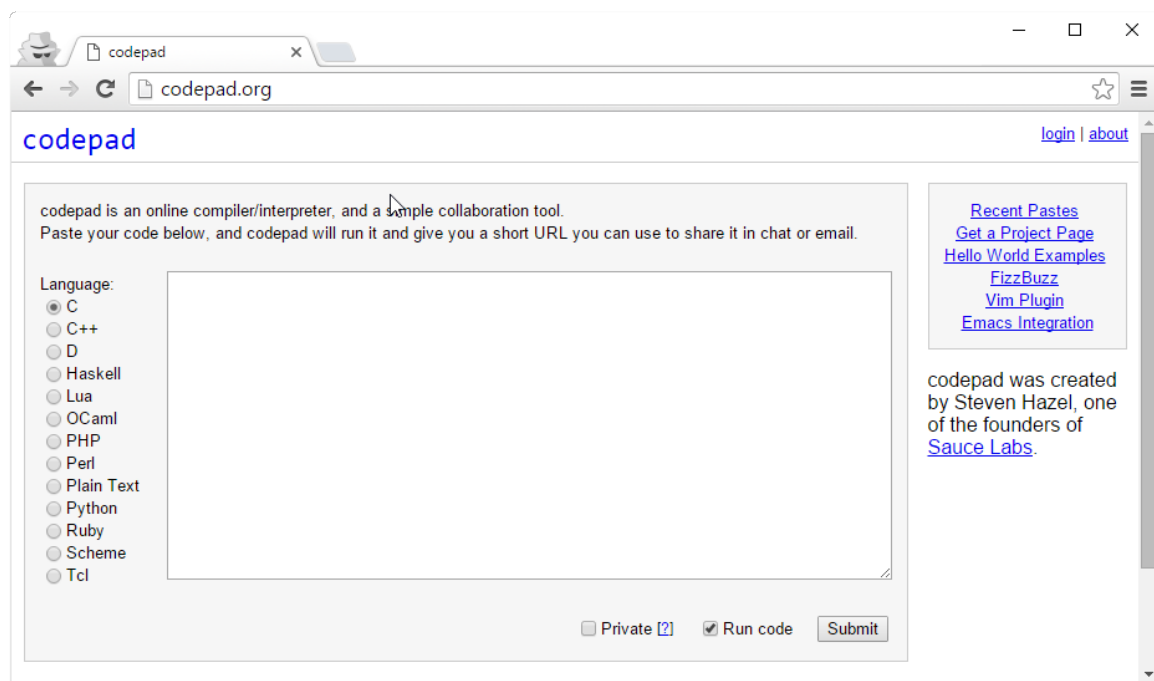 codepad
codepad.org
codepad
login | about
codepad is an online compiler/interpreter, and a simple collaboration tool.
Paste your code below, and codepad will run it and give you a short URL you can use to share it in chat or email.
Language:
C
C++
D
Haskell
Lua
OCaml
PHP
Perl
Plain Text
Python
Ruby
Scheme
Tcl
Private [?]
Run code
Submit
Recent Pastes
Get a Project Page
Hello World Examples
FizzBuzz
Vim Plugin
Emacs Integration
codepad was created
by Steven Hazel, one
of the founders of
Sauce Labs.